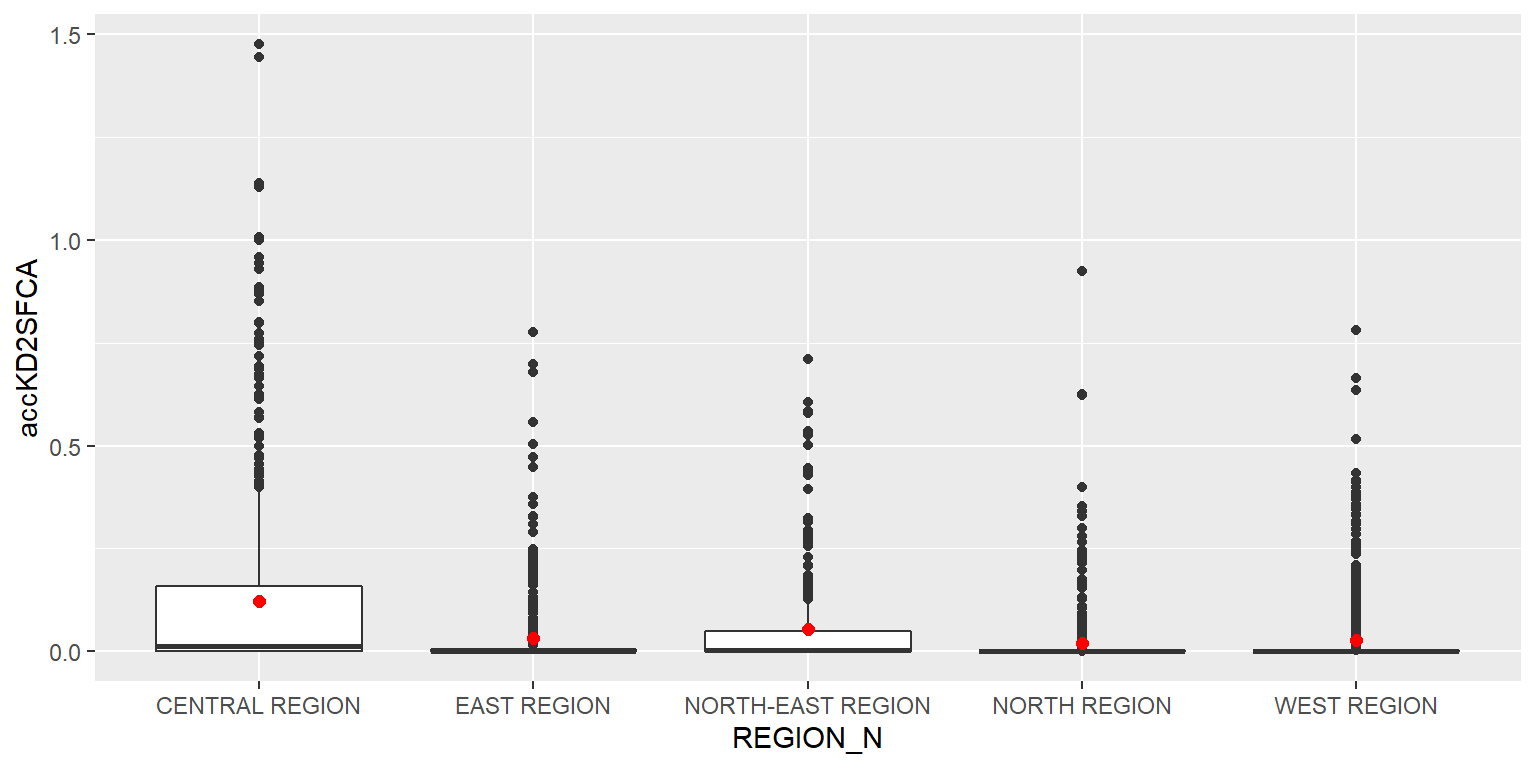 1.5
1.0
0.5
0.0
accKD2SFCA
CENTRAL REGION
EAST REGION
NORTH-EAST REGION
NORTH REGION
WEST REGION
REGION_N